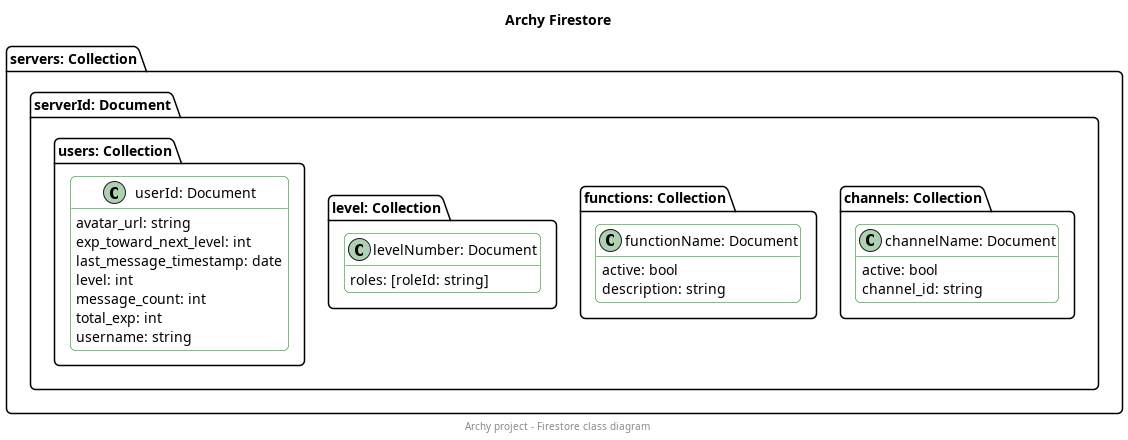 Archy Firestore
servers: Collection
serverId: Document
users: Collection
C userId: Document
avatar_url: string
exp_toward_next_level: int
last_message_timestamp: date
level: int
message_count: int
total_exp: int
username: string
level: Collection
C levelNumber: Document
roles: [roleId: string]
functions: Collection
C functionName: Document
active: bool
description: string
channels: Collection
C channelName: Document
active: bool
channel_id: string
Archy project - Firestore class diagram